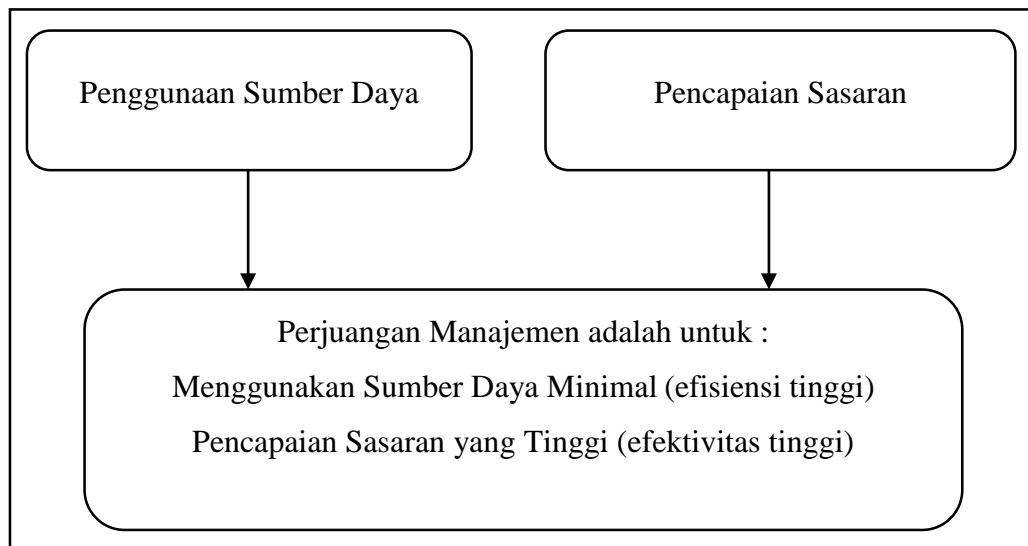 Penggunaan Sumber Daya
Pencapaian Sasaran
Perjuangan Manajemen adalah untuk :
Menggunakan Sumber Daya Minimal (efisiensi tinggi)
Pencapaian Sasaran yang Tinggi (efektivitas tinggi)